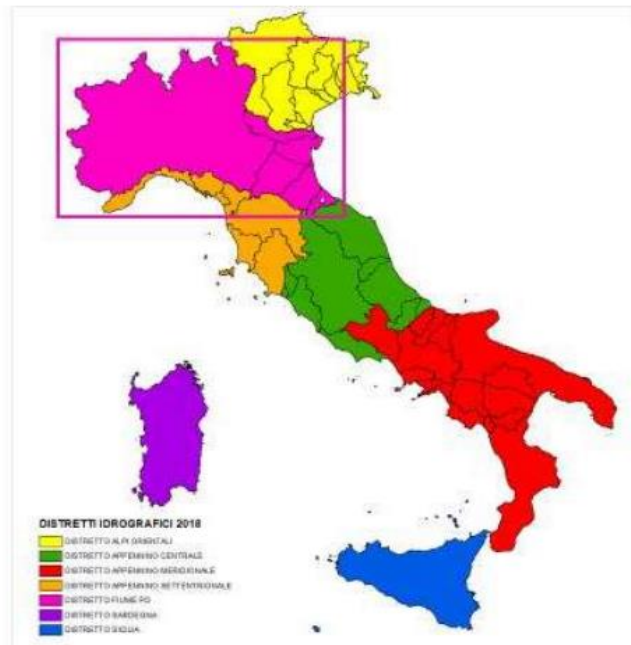 DISTRETTI IDROGRAFICI 2018
DISTRETTO ALPI ORIENTALI
DISTRETTO APPENNINO CENTRALE
DISTRETTO APPENNINO MERIDIONALE
DISTRETTO APPENNINO SETTENTRIONALE
DISTRETTO FIUME PO
DISTRETTO SARDEGNA
DISTRETTO SICILIA